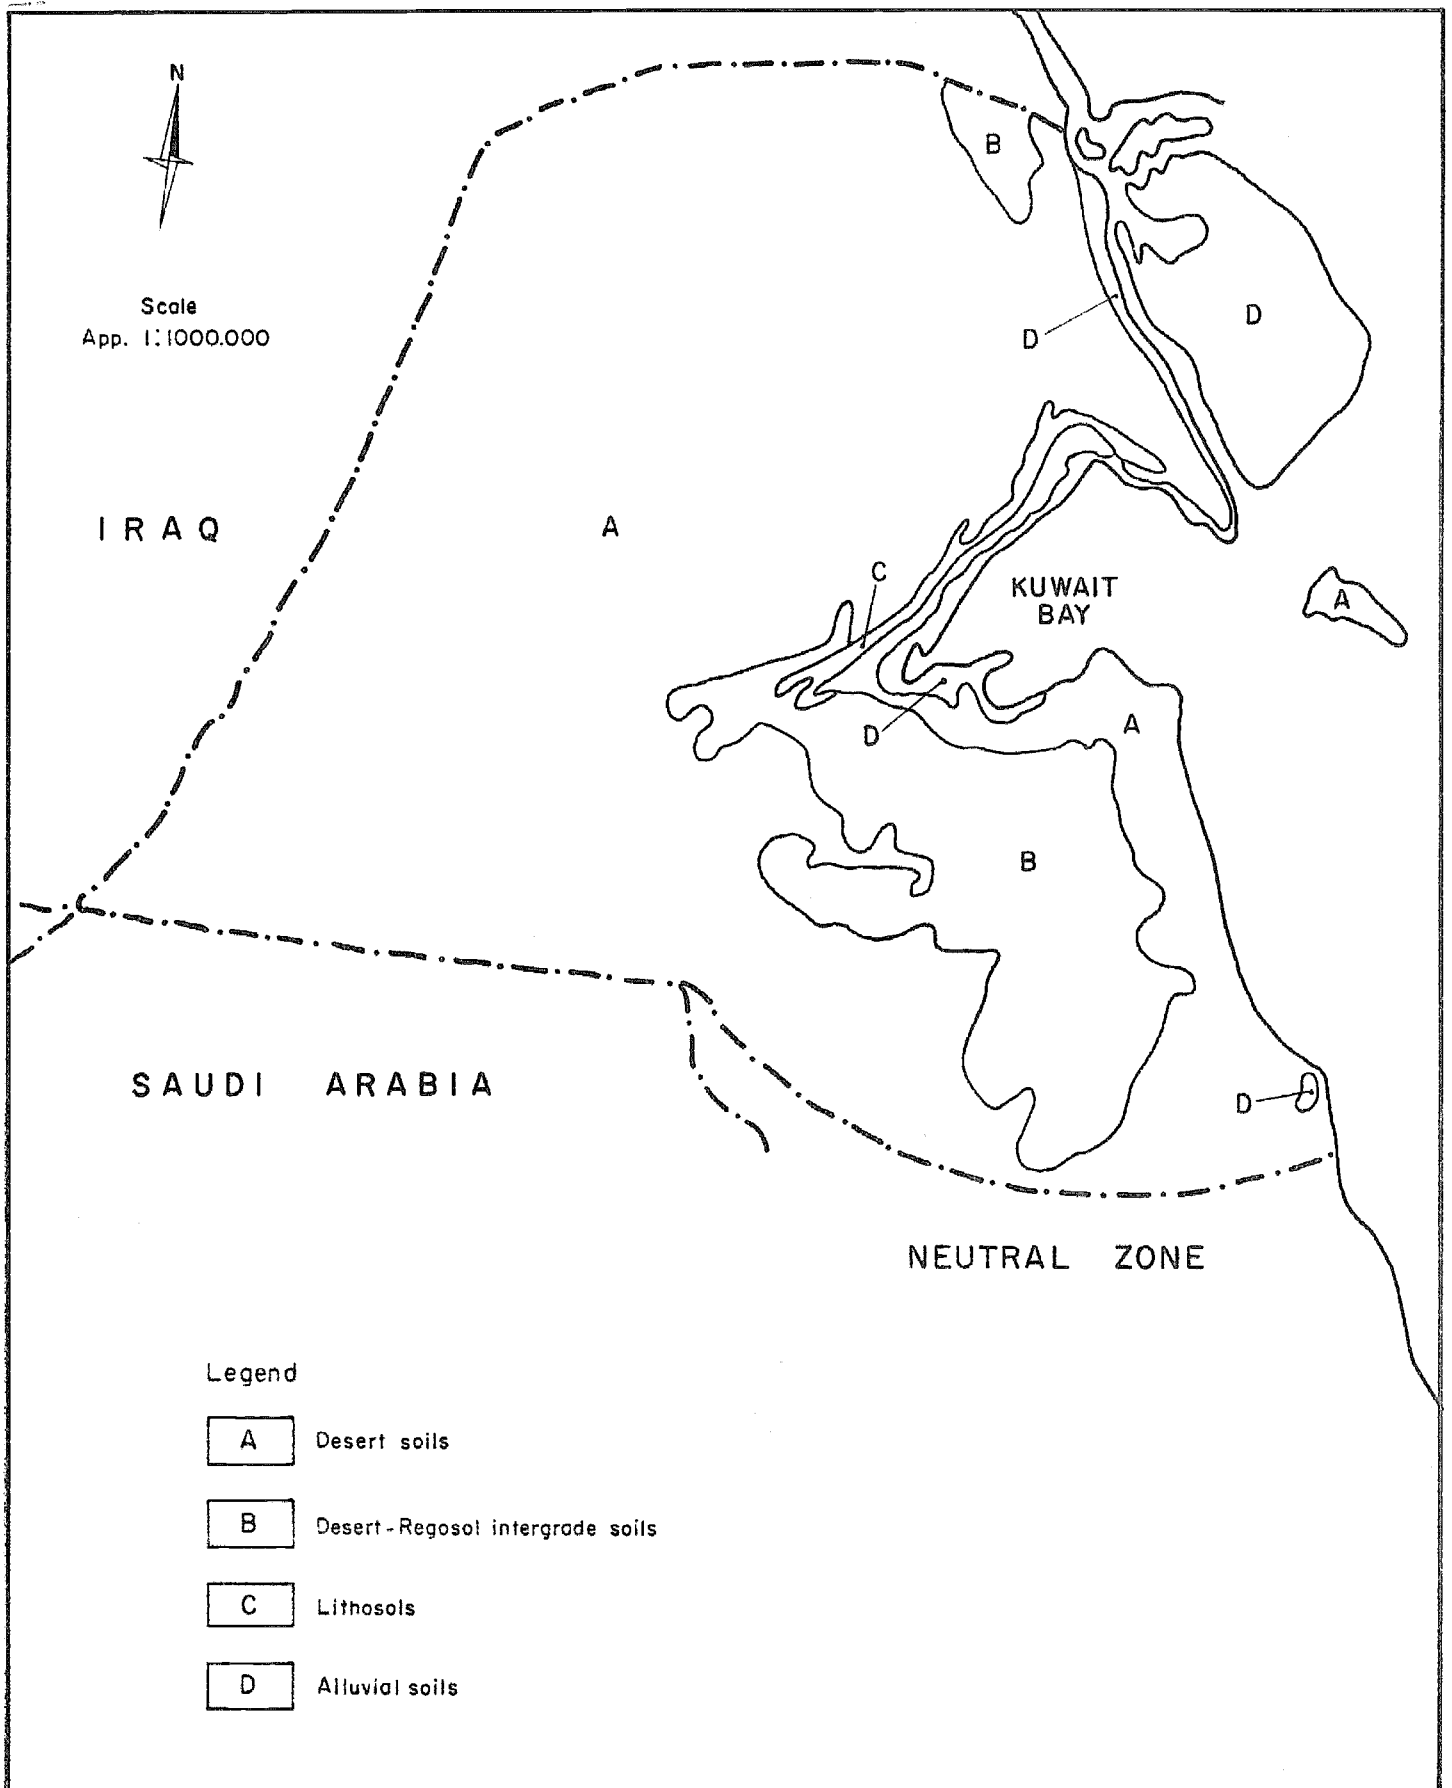 N
Scale
App. 1:1000.000
B
D
D
IRAQ
A
C
KUWAIT
BAY
A
D
A
B
SAUDI ARABIA
D
NEUTRAL ZONE
Legend
A Desert soils
B Desert-Regosol intergrade soils
C Lithosols
D Alluvial soils